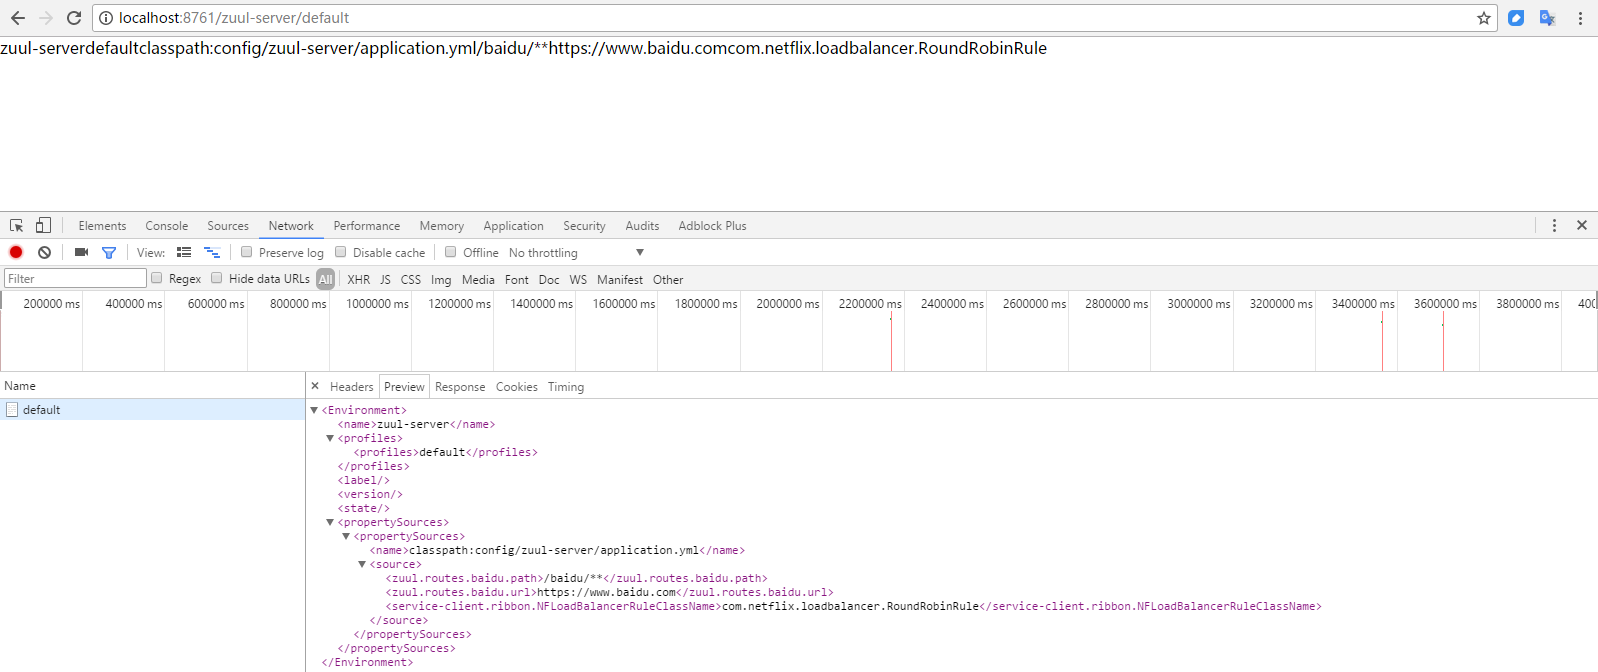 localhost:8761/zuul-server/default
zuul-serverdefaultclasspath:config/zuul-server/application.yml/baidu/**https://www.baidu.comcom.netflix.loadbalancer.RoundRobinRule
Elements Console Sources Network Performance Memory Application Security Audits Adblock Plus
View: Preserve log Disable cache Offline No throttling
Filter Regex Hide data URLs All XHR JS CSS Img Media Font Doc WS Manifest Other
200000 ms 400000 ms 600000 ms 800000 ms 1000000 ms 1200000 ms 1400000 ms 1600000 ms 1800000 ms 2000000 ms 2200000 ms 2400000 ms 2600000 ms 2800000 ms 3000000 ms 3200000 ms 3400000 ms 3600000 ms 3800000 ms
Name
default
× Headers Preview Response Cookies Timing
<Environment>
<name>zuul-server</name>
<profiles>
<profiles>default</profiles>
</profiles>
<label/>
<version/>
<state/>
<propertySources>
<propertySources>
<name>classpath:config/zuul-server/application.yml</name>
<source>
<zuul.routes.baidu.path>/baidu/**</zuul.routes.baidu.path>
<zuul.routes.baidu.url>https://www.baidu.com</zuul.routes.baidu.url>
<service-client.ribbon.NFLoadBalancerRuleClassName>com.netflix.loadbalancer.RoundRobinRule</service-client.ribbon.NFLoadBalancerRuleClassName>
</source>
</propertySources>
</propertySources>
</Environment>